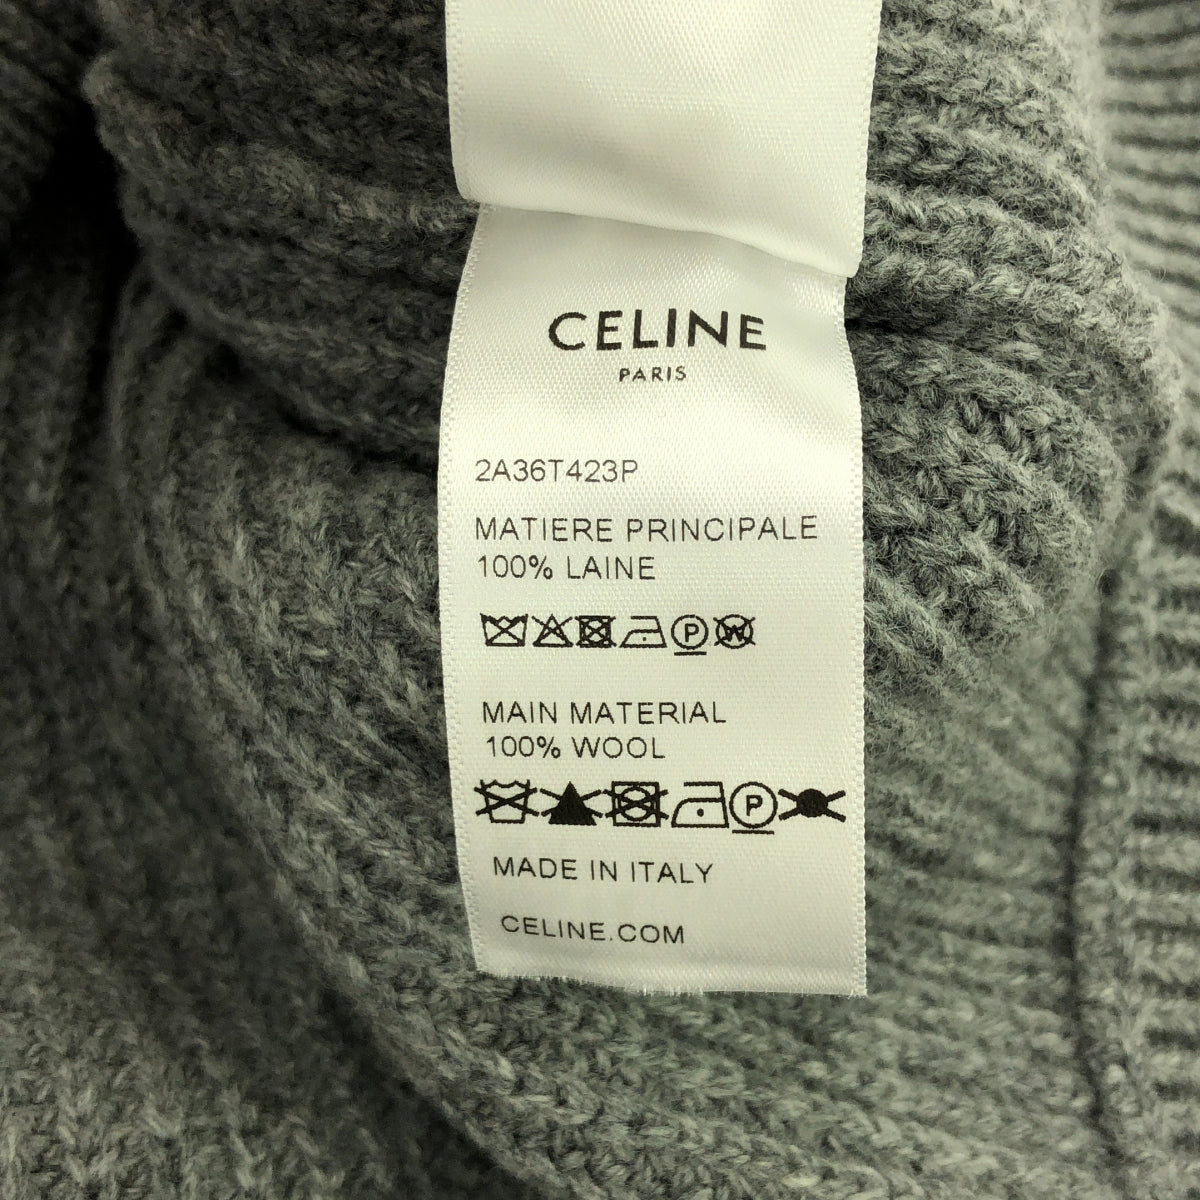 CELINE
PARIS
2A36T423P
MATIERE PRINCIPALE
100% LAINE
P W
MAIN MATERIAL
100% WOOL
P
MADE IN ITALY
CELINE.COM